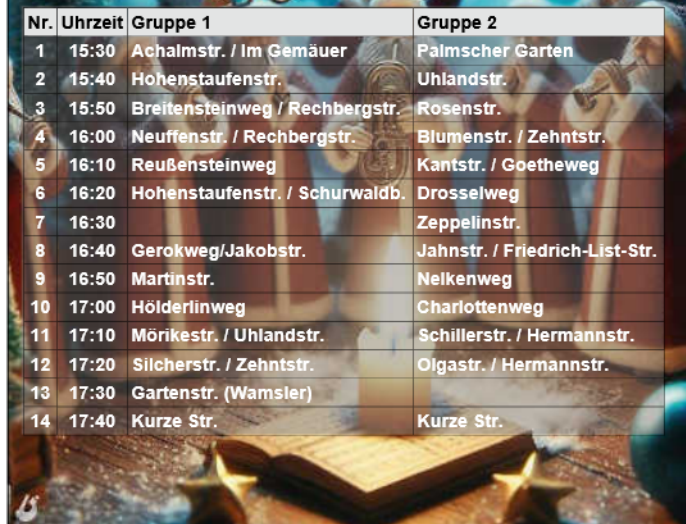 Nr. Uhrzeit Gruppe 1 Gruppe 2
1 15:30 Achalmstr. / Im Gemäuer Palmscher Garten
2 15:40 Hohenstaufenstr. Uhlandstr.
3 15:50 Breitensteinweg / Rechbergstr. Rosenstr.
4 16:00 Neuffenstr. / Rechbergstr. Blumenstr. / Zehntstr.
5 16:10 Reußensteinweg Kantstr. / Goetheweg
6 16:20 Hohenstaufenstr. / Schurwaldb. Drosselweg
7 16:30 Zeppelinstr.
8 16:40 Gerokweg/Jakobstr. Jahnstr. / Friedrich-List-Str.
9 16:50 Martinstr. Nelkenweg
10 17:00 Hölderlinweg Charlottenweg
11 17:10 Mörikestr. / Uhlandstr. Schillerstr. / Hermannstr.
12 17:20 Silcherstr. / Zehntstr. Olgastr. / Hermannstr.
13 17:30 Gartenstr. (Wamsler)
14 17:40 Kurze Str. Kurze Str.